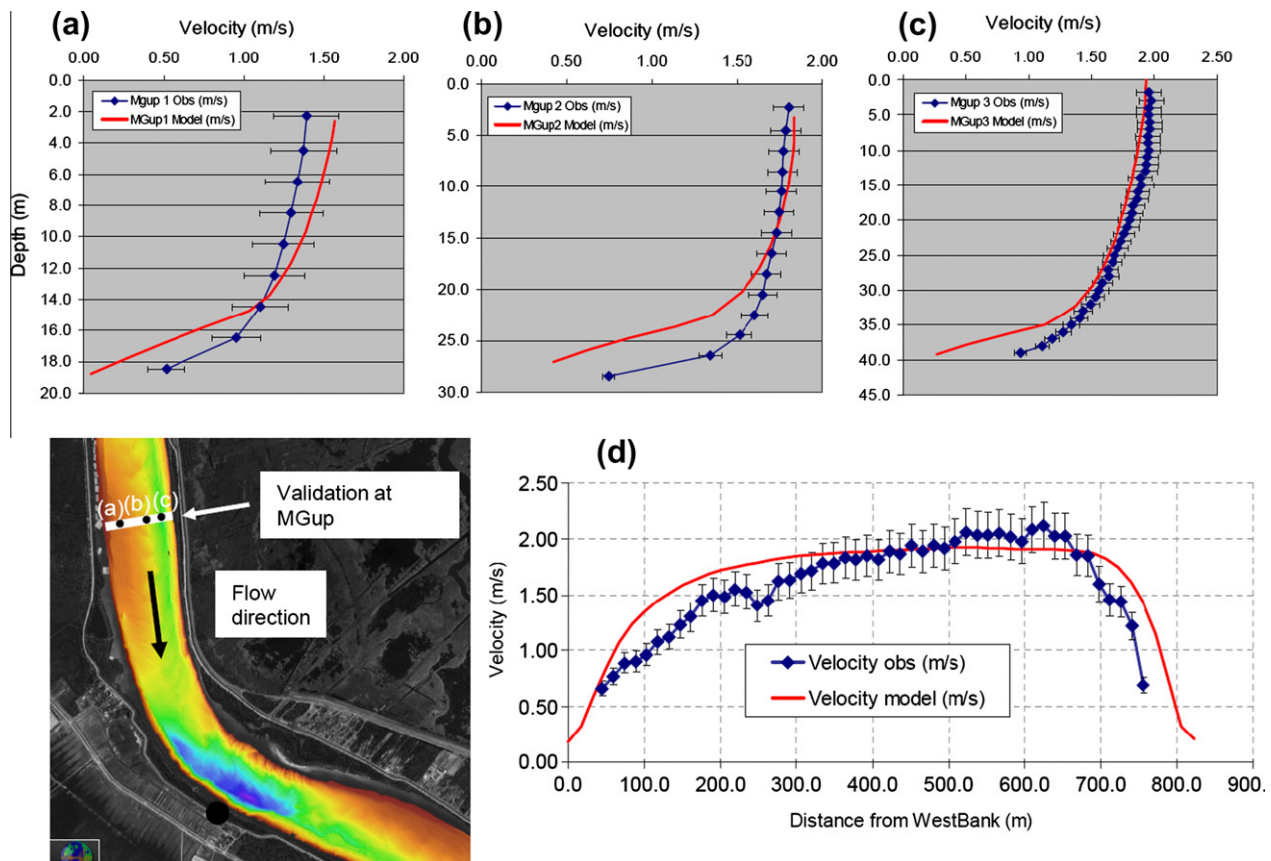 (a)
Velocity (m/s)
0.00 0.50 1.00 1.50 2.00
0.0
2.0
4.0
6.0
8.0
10.0
12.0
14.0
16.0
18.0
20.0
Depth (m)
Mgup 1 Obs (m/s)
MGup1 Model (m/s)
(b)
Velocity (m/s)
0.00 0.50 1.00 1.50 2.00
0.0
5.0
10.0
15.0
20.0
25.0
30.0
Mgup 2 Obs (m/s)
MGup2 Model (m/s)
(c)
Velocity (m/s)
0.00 0.50 1.00 1.50 2.00 2.50
0.0
5.0
10.0
15.0
20.0
25.0
30.0
35.0
40.0
45.0
Mgup 3 Obs (m/s)
MGup3 Model (m/s)
(a) (b) (c)
Validation at
MGup
Flow
direction
(d)
2.50
2.00
1.50
1.00
0.50
0.00
Velocity (m/s)
Velocity obs (m/s)
Velocity model (m/s)
0.0 100.0 200.0 300.0 400.0 500.0 600.0 700.0 800.0 900.
Distance from WestBank (m)